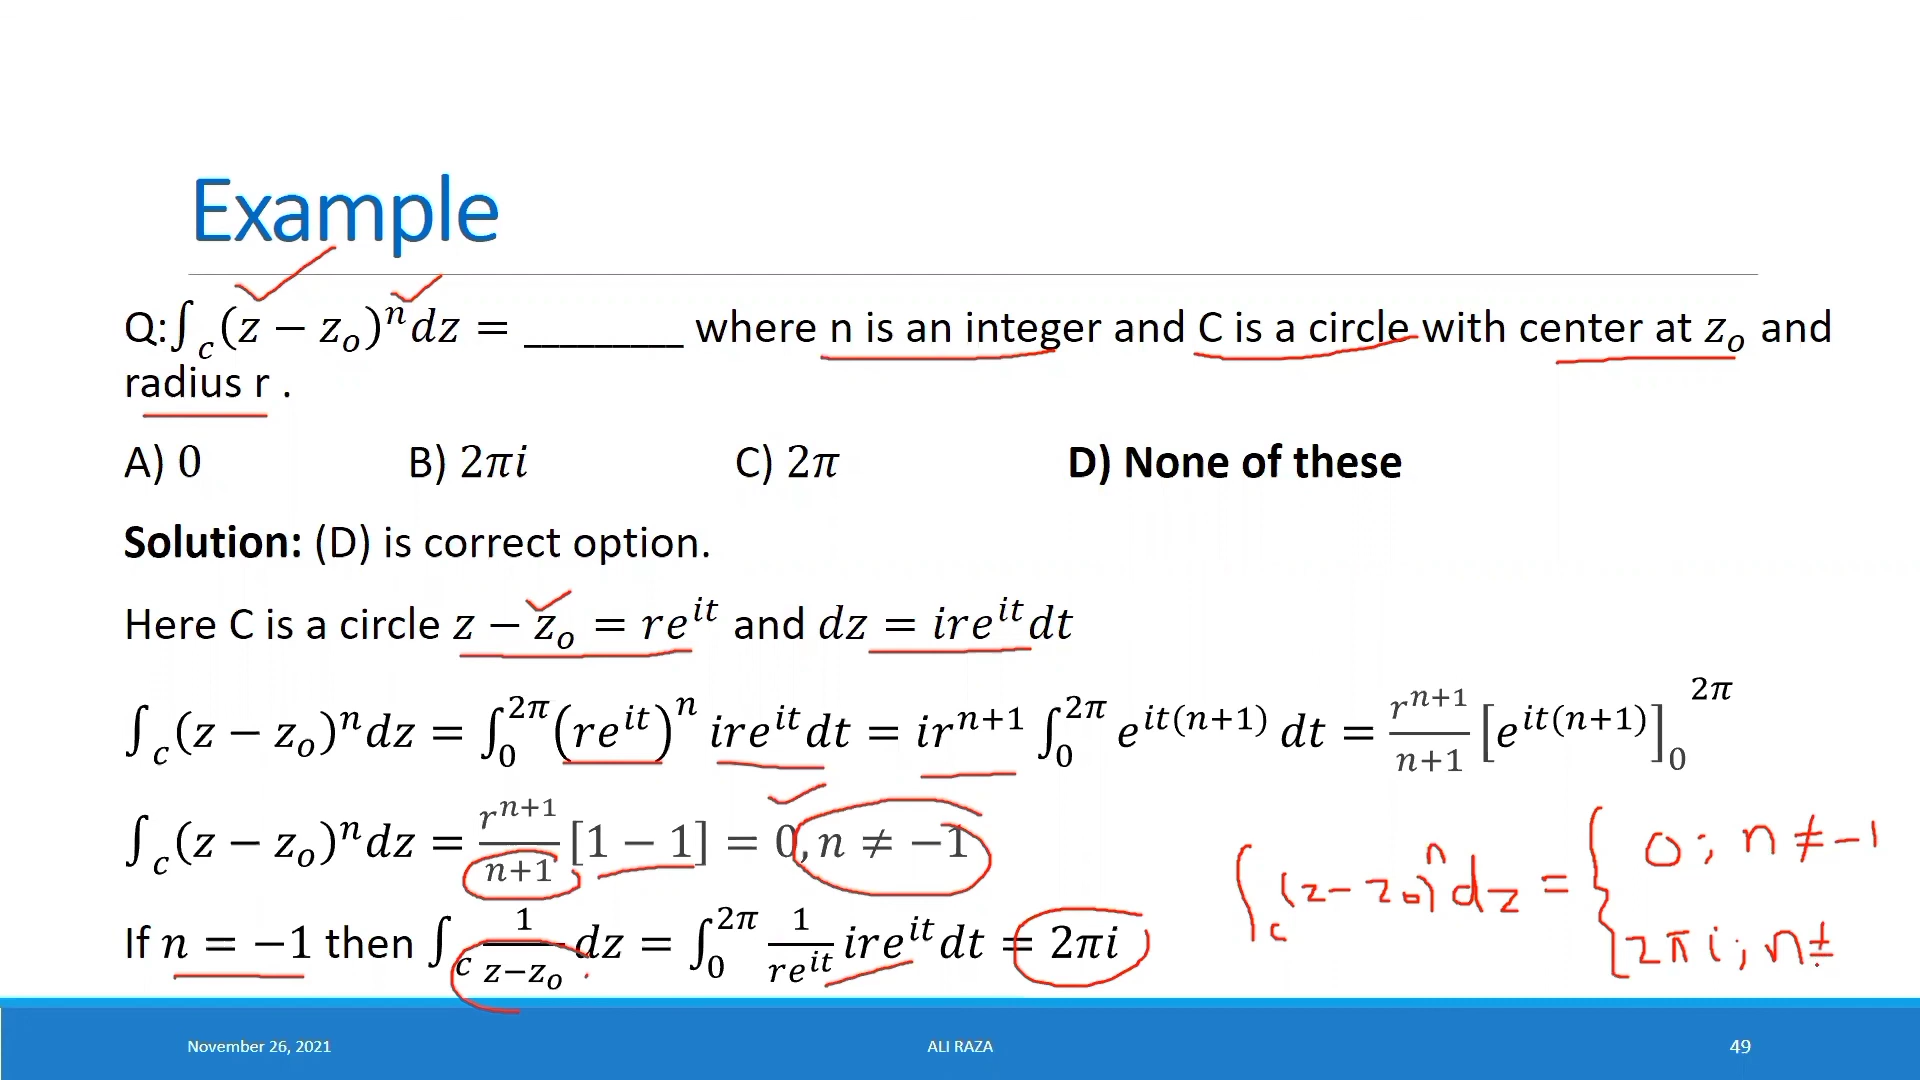 Example
Q:∫_c (z − z_o)^n dz = ________ where n is an integer and C is a circle with center at z_o and
radius r .
A) 0 B) 2πi C) 2π D) None of these
Solution: (D) is correct option.
Here C is a circle z − z_o = re^{it} and dz = ire^{it}dt
∫_c (z − z_o)^n dz = ∫_0^{2π} (re^{it})^n ire^{it}dt = ir^{n+1} ∫_0^{2π} e^{it(n+1)} dt = r^{n+1}/n+1 [e^{it(n+1)}]_0^{2π}
∫_c (z − z_o)^n dz = r^{n+1}/n+1 [1 − 1] = 0, n ≠ −1
If n = −1 then ∫_c 1/z−z_o dz = ∫_0^{2π} 1/re^{it} ire^{it}dt = 2πi
∫_c (z − z_0)^n dz = { 0 ; n ≠ −1
2πi ; n
November 26, 2021 ALI RAZA 49